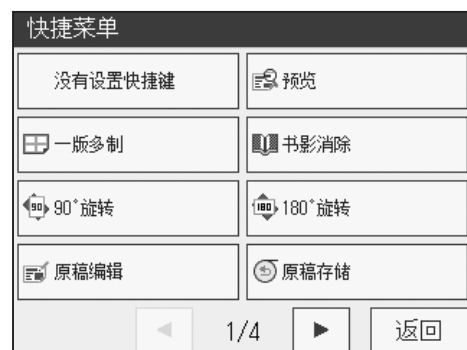 快捷菜单
没有设置快捷键
预览
一版多制
书影消除
90°旋转
180°旋转
原稿编辑
原稿存储
1/4
返回